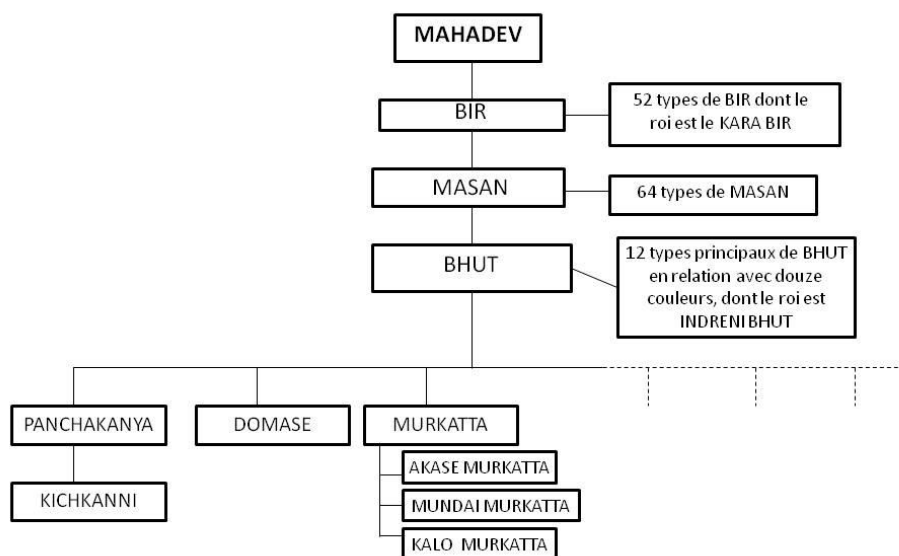 MAHADEV
BIR
52 types de BIR dont le
roi est le KARA BIR
MASAN
64 types de MASAN
BHUT
12 types principaux de BHUT
en relation avec douze
couleurs, dont le roi est
INDRENI BHUT
PANCHAKANYA
DOMASE
MURKATTA
KICHKANNI
AKASE MURKATTA
MUNDAI MURKATTA
KALO MURKATTA